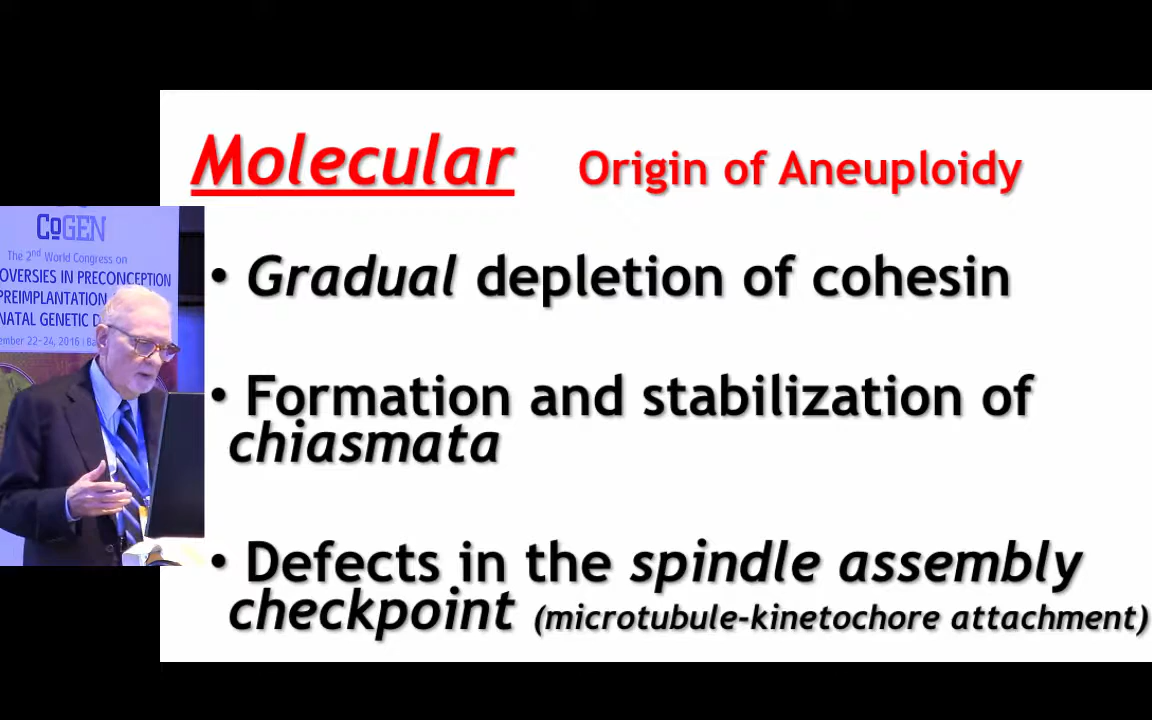 Molecular Origin of Aneuploidy
• Gradual depletion of cohesin
• Formation and stabilization of
chiasmata
• Defects in the spindle assembly
checkpoint (microtubule-kinetochore attachment)
CoGEN
The 2nd World Congress on
OVERSIES IN PRECONCEPTION
PREIMPLANTATION
NATAL GENETIC D
ember 22-24, 2016 | Ba